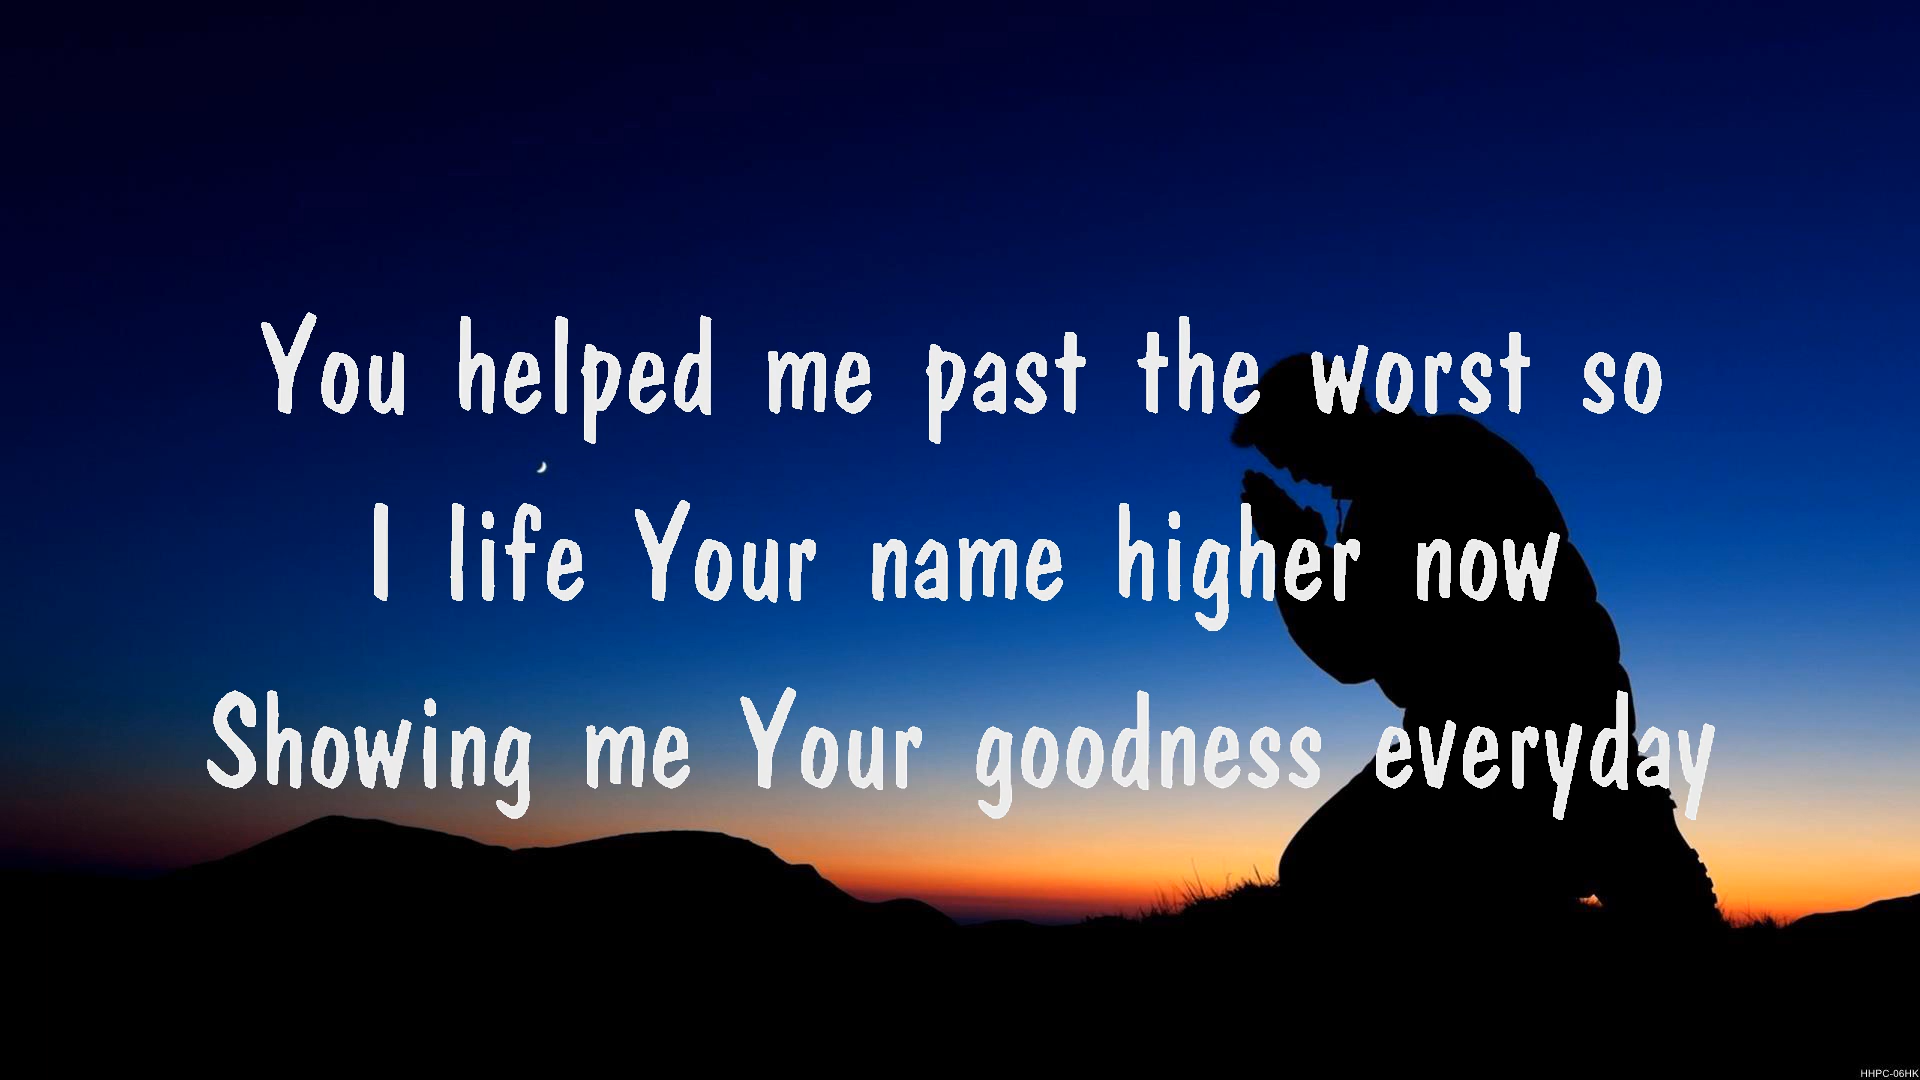 You helped me past the worst so
I life Your name higher now
Showing me Your goodness everyday
HHPC-06HK